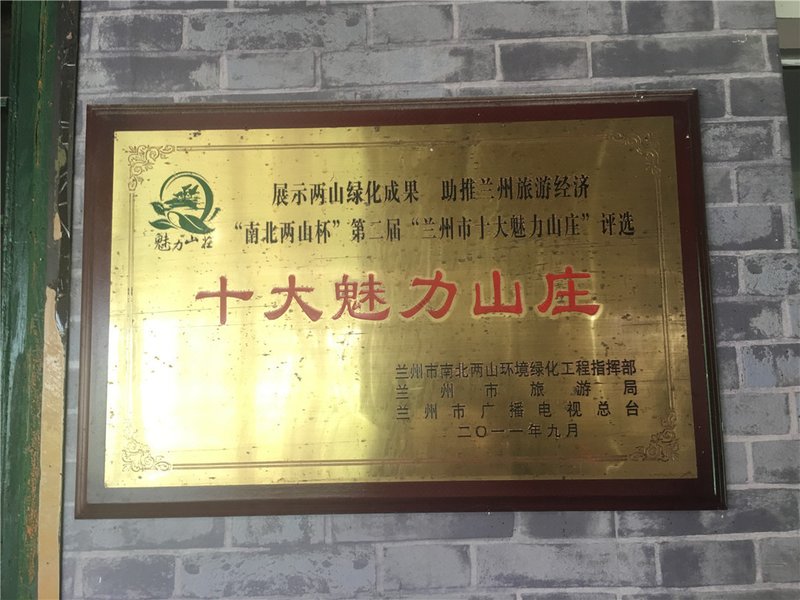 展示两山绿化成果 助推兰州旅游经济
“南北两山杯”第二届“兰州市十大魅力山庄”评选
魅力山莊
十大魅力山庄
兰州市南北两山环境绿化工程指挥部
兰州市旅游局
兰州市广播电视总台
二〇一一年九月